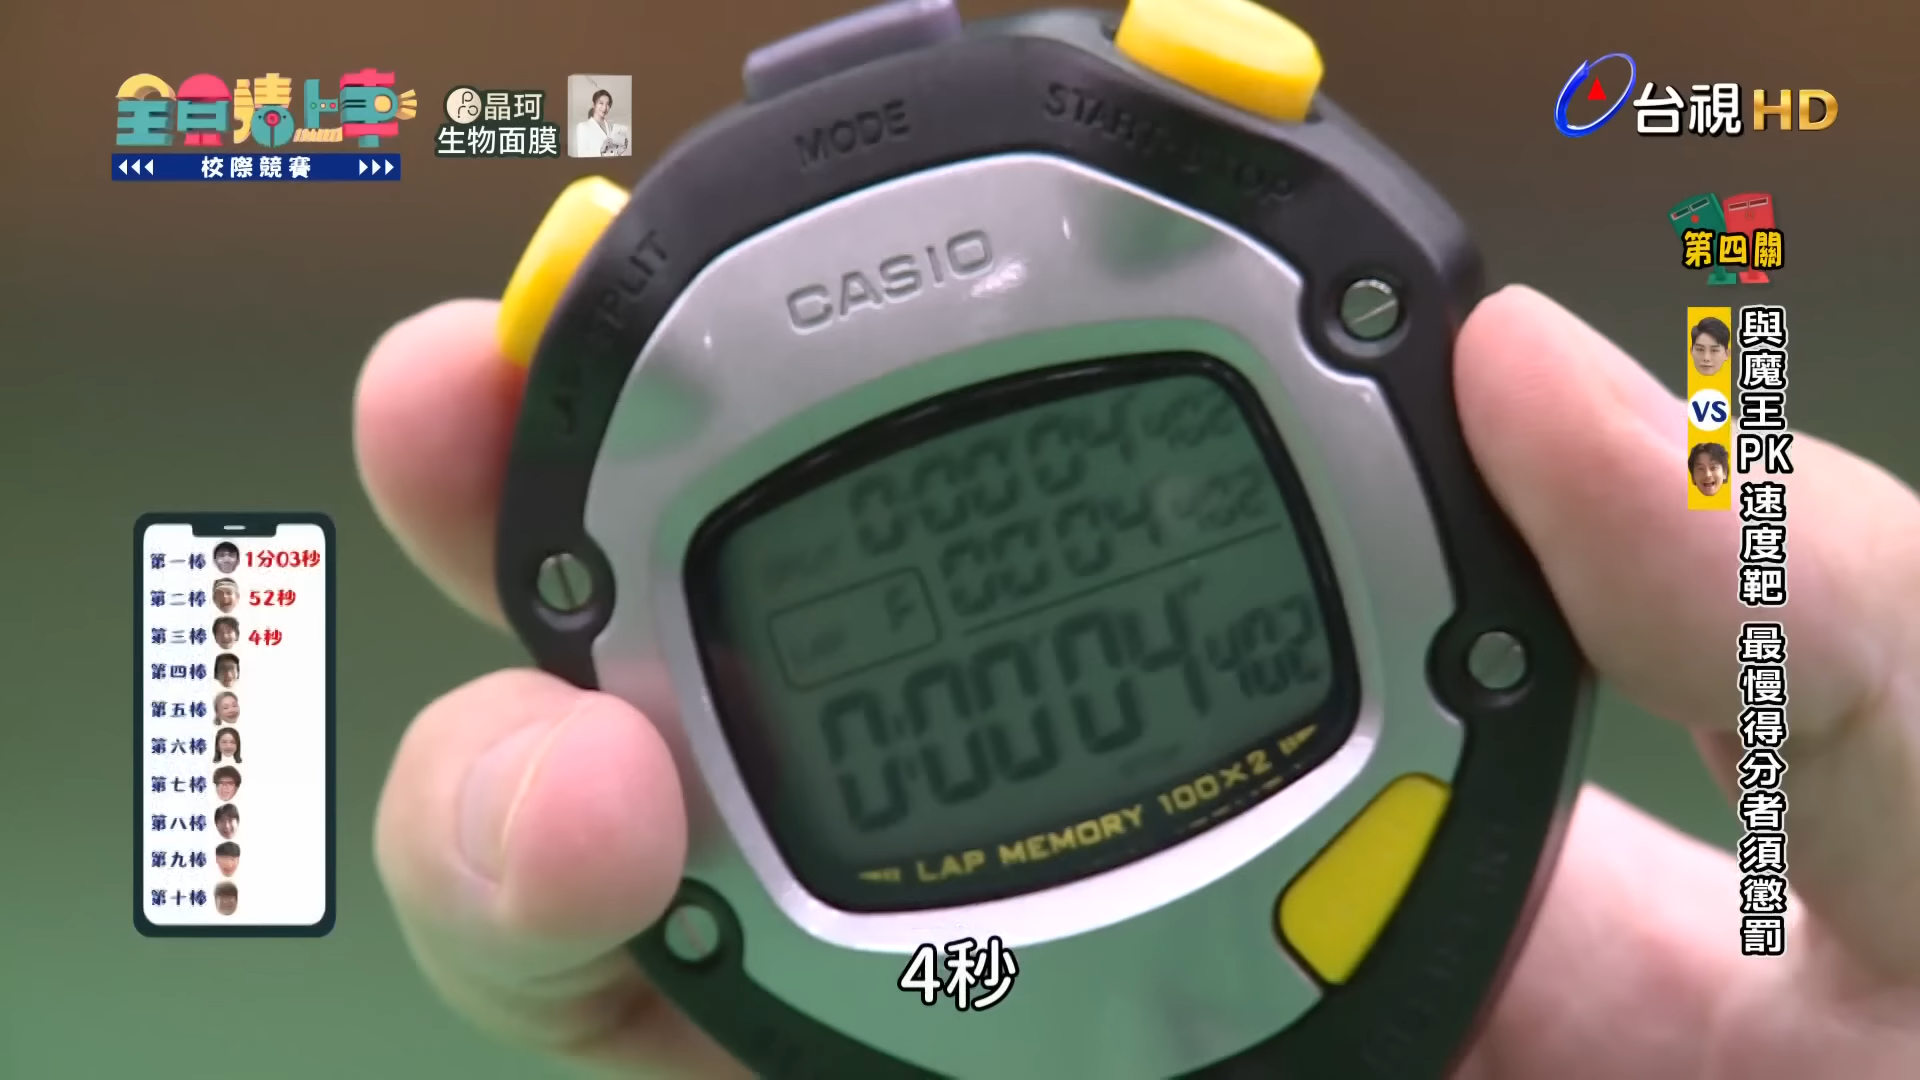 全員請上車
校際競賽
晶珂
生物面膜
台視HD
第四關
VS
與魔王PK速度靶 最慢得分者須懲罰
MODE
START/STOP
CASIO
LAP
F
0:00
LAP MEMORY 100×2
第一棒 1分03秒
第二棒 52秒
第三棒 4秒
第四棒
第五棒
第六棒
第七棒
第八棒
第九棒
第十棒
4秒